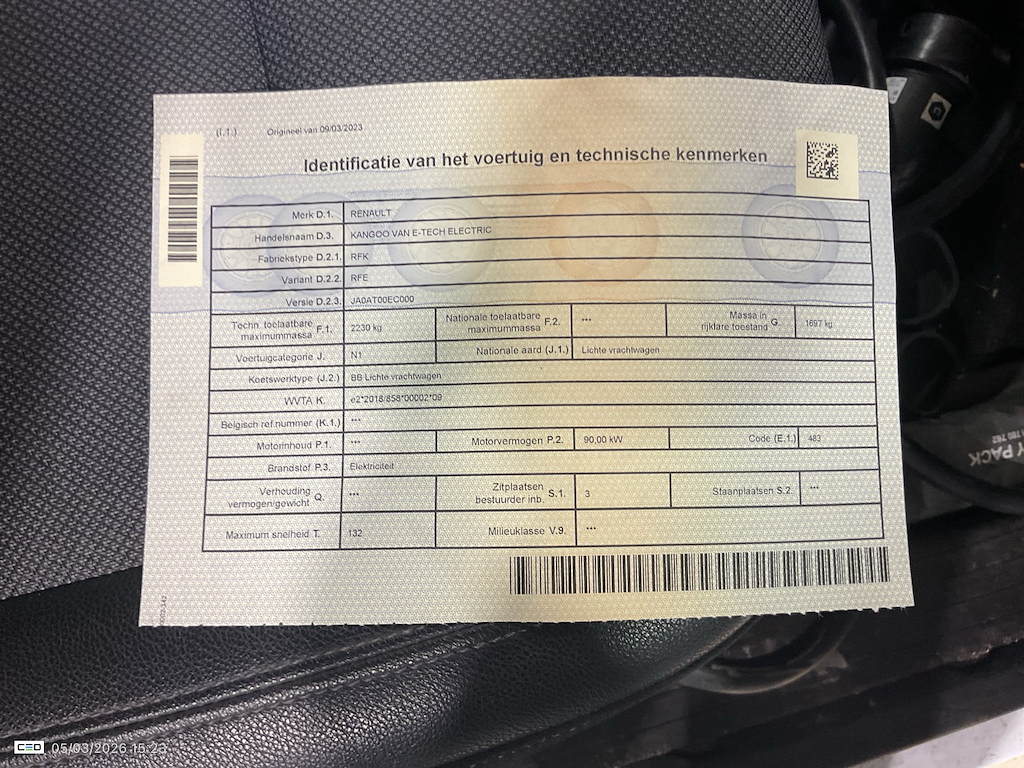 (I.1.) Origineel van 09/03/2023
Identificatie van het voertuig en technische kenmerken
Merk D.1. RENAULT
Handelsnaam D.3. KANGOO VAN E-TECH ELECTRIC
Fabriekstype D.2.1. RFK
Variant D.2.2. RFE
Versie D.2.3. JA0AT00EC000
Techn. toelaatbare maximummassa F.1. 2230 kg Nationale toelaatbare maximummassa F.2. *** Massa in rijklare toestand G. 1697 kg
Voertuigcategorie J. N1 Nationale aard (J.1.) Lichte vrachtwagen
Koetswerktype (J.2.) BB Lichte vrachtwagen
WVTA K. e2*2018/858*00002*09
Belgisch ref.nummer (K.1.) ***
Motorinhoud P.1. *** Motorvermogen P.2. 90,00 kW Code (E.1.) 483
Brandstof P.3. Elektriciteit
Verhouding vermogen/gewicht Q. *** Zitplaatsen bestuurder inb. S.1. 3 Staanplaatsen S.2. ***
Maximum snelheid T. 132 Milieuklasse V.9. ***
Y PACK
CEO 05/03/2026 15:23